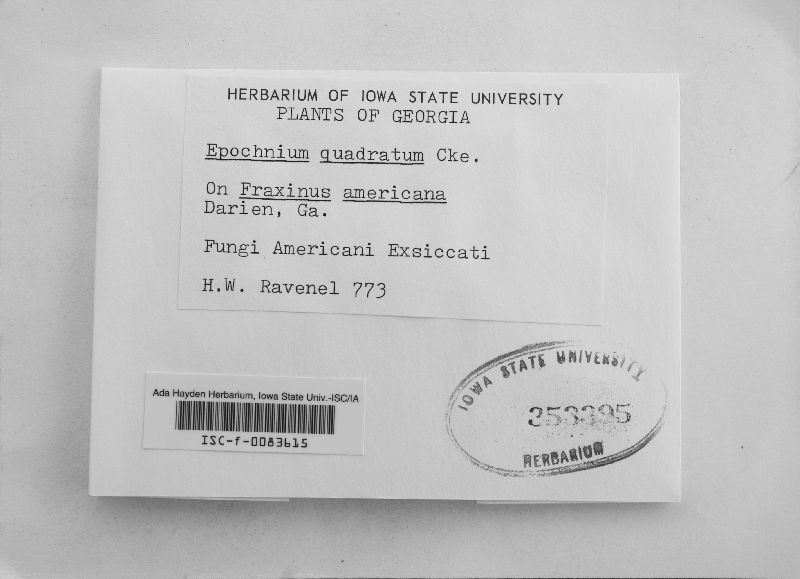 HERBARIUM OF IOWA STATE UNIVERSITY
PLANTS OF GEORGIA
Epochnium quadratum Cke.
On Fraxinus americana
Darien, Ga.
Fungi Americani Exsiccati
H.W. Ravenel 773
Ada Hayden Herbarium, Iowa State Univ.-ISC/IA
ISC-f-0083615
IOWA STATE UNIVERSITY
353395
HERBARIUM